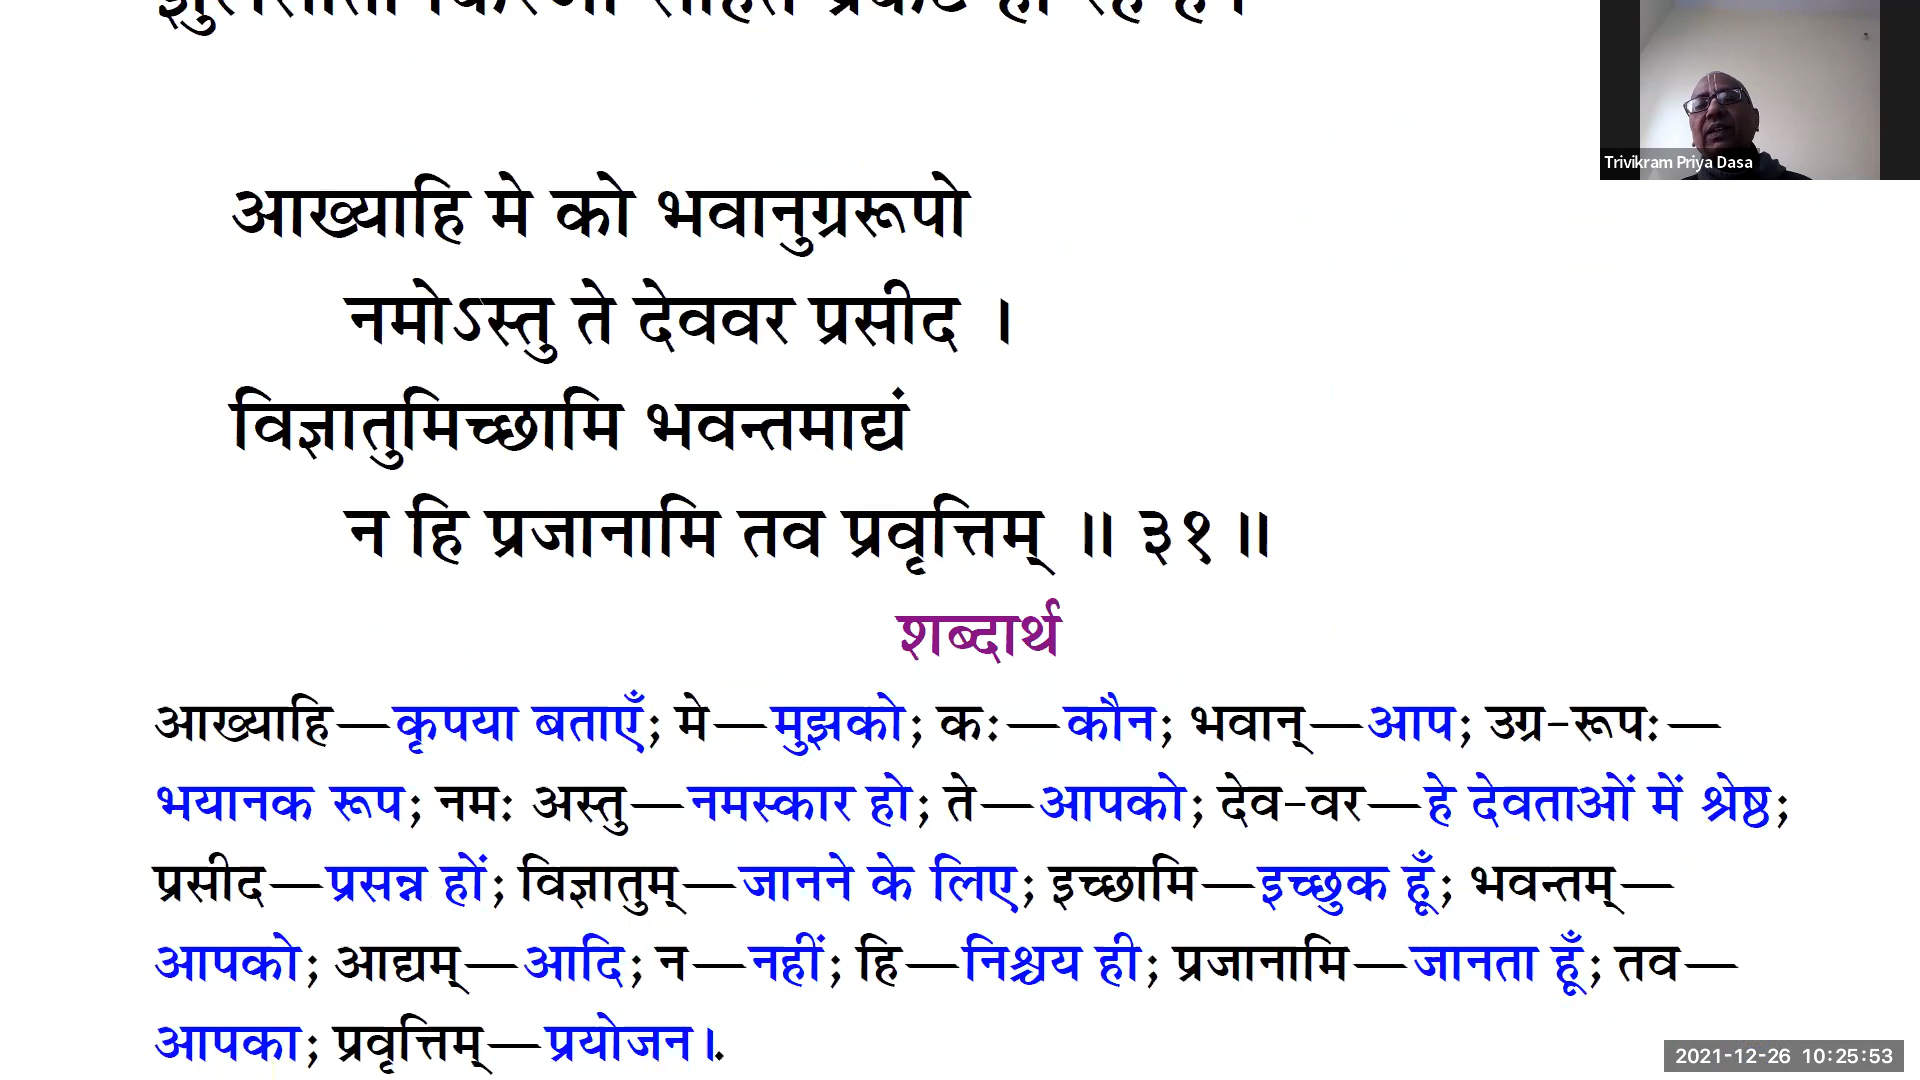 Trivikram Priya Dasa
आख्याहि मे को भवानुग्ररूपो
नमोऽस्तु ते देववर प्रसीद ।
विज्ञातुमिच्छामि भवन्तमाद्यं
न हि प्रजानामि तव प्रवृत्तिम् ॥ ३१॥
शब्दार्थ
आख्याहि—कृपया बताएँ; मे—मुझको; कः—कौन; भवान्—आप; उग्र-रूपः—
भयानक रूप; नमः अस्तु—नमस्कार हो; ते—आपको; देव-वर—हे देवताओं में श्रेष्ठ;
प्रसीद—प्रसन्न हों; विज्ञातुम्—जानने के लिए; इच्छामि—इच्छुक हूँ; भवन्तम्—
आपको; आद्यम्—आदि; न—नहीं; हि—निश्चय ही; प्रजानामि—जानता हूँ; तव—
आपका; प्रवृत्तिम्—प्रयोजन।.
2021-12-26 10:25:53